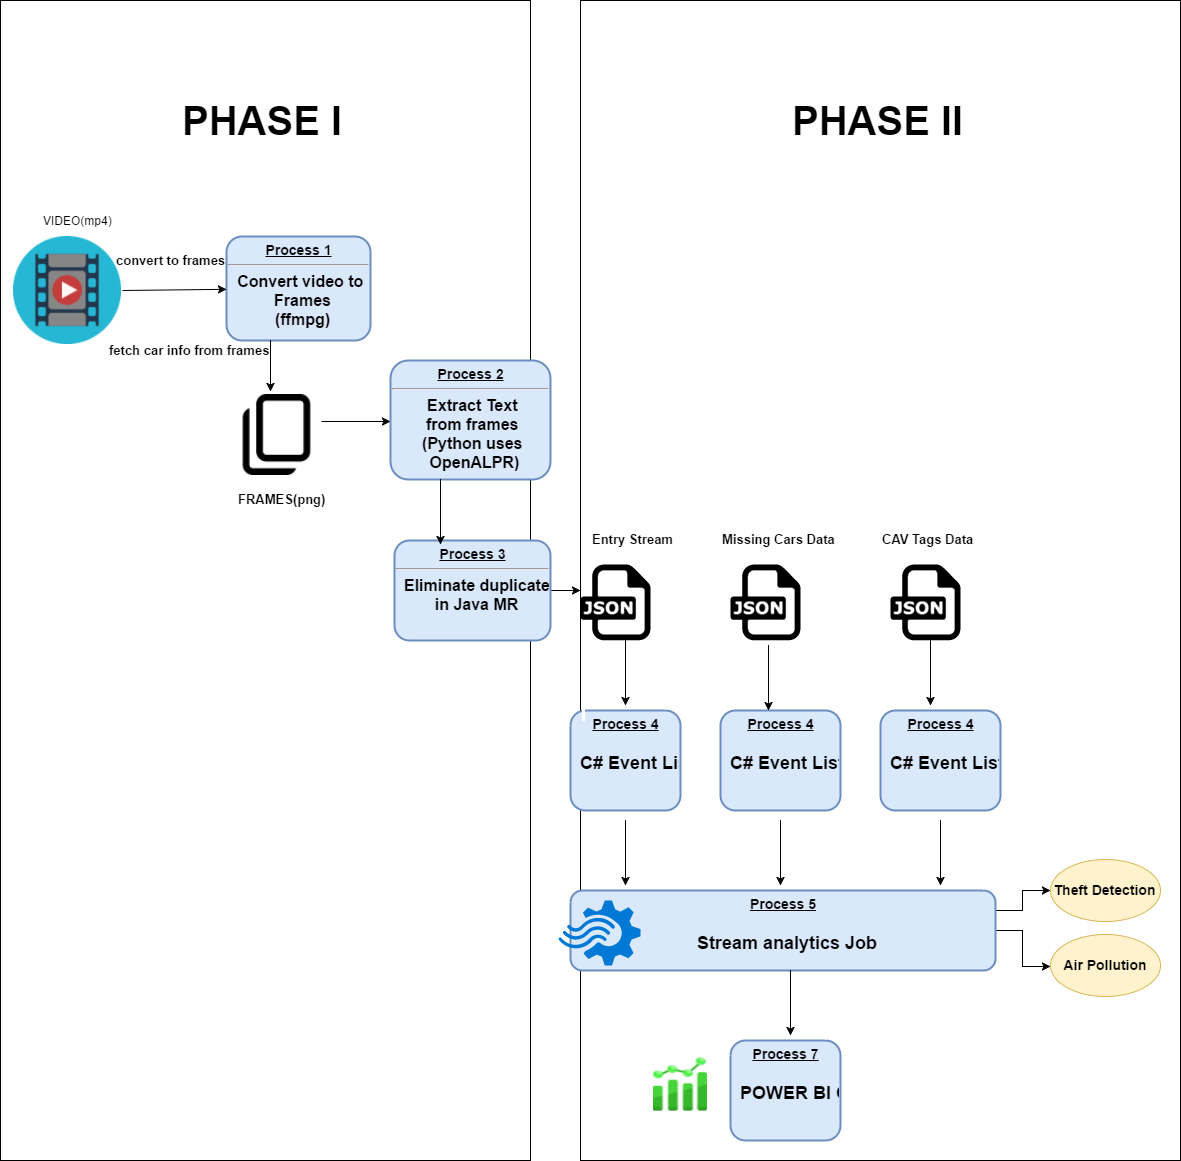 PHASE I
PHASE II
VIDEO(mp4)
convert to frames
Process 1
Convert video to
Frames
(ffmpg)
fetch car info from frames
Process 2
Extract Text
from frames
(Python uses
OpenALPR)
FRAMES(png)
Process 3
Eliminate duplicate
in Java MR
Entry Stream
Missing Cars Data
CAV Tags Data
JSON
JSON
JSON
Process 4
C# Event Li
Process 4
C# Event Lis
Process 4
C# Event Lis
Process 5
Stream analytics Job
Theft Detection
Air Pollution
Process 7
POWER BI